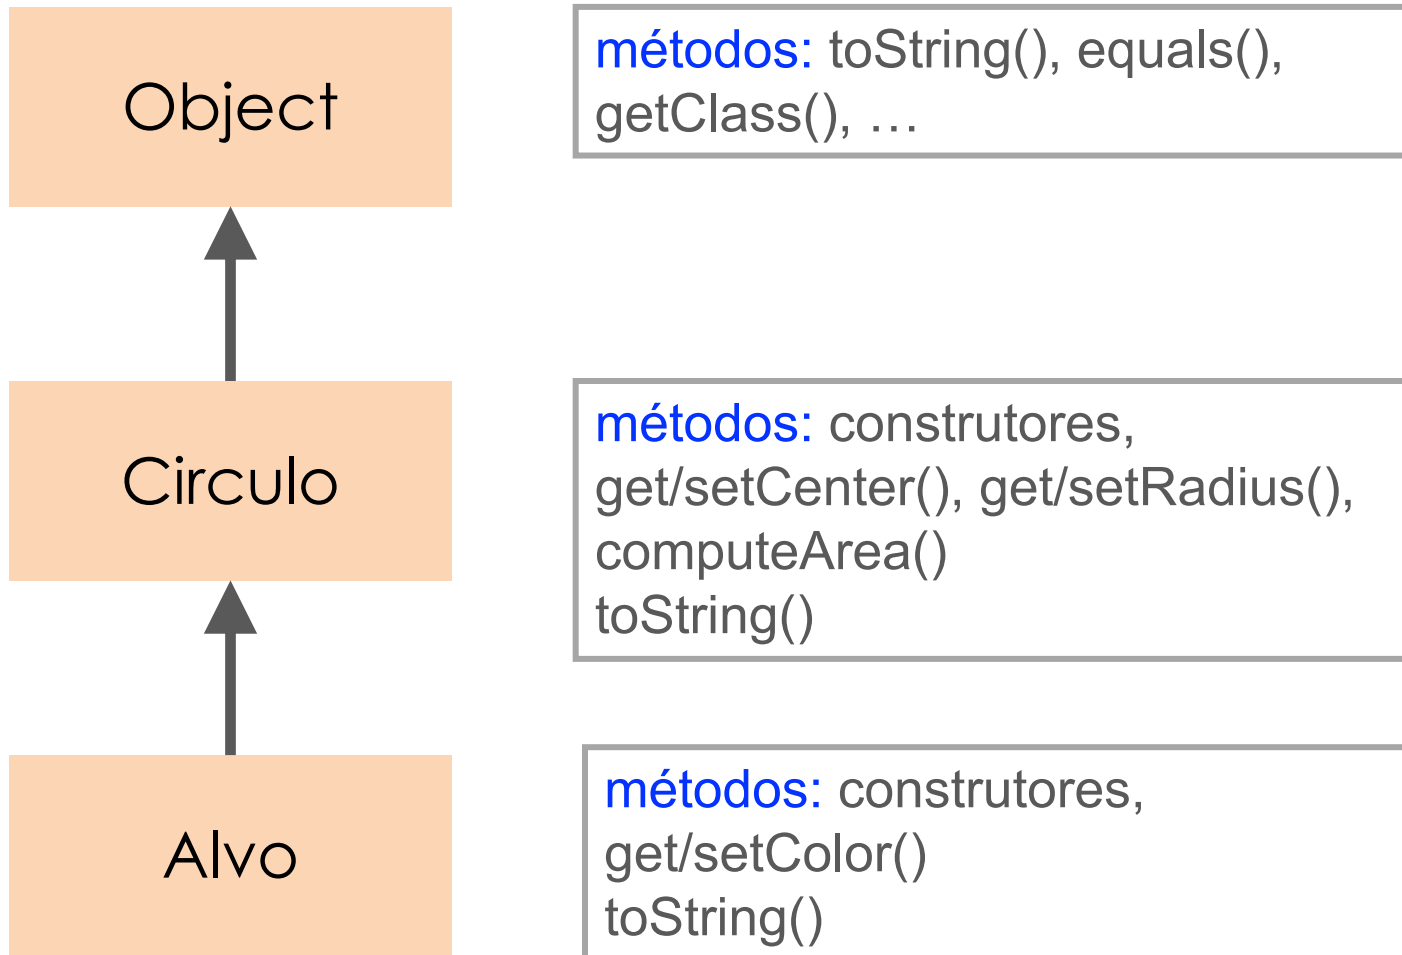 Object
métodos: toString(), equals(),
getClass(), …
Circulo
métodos: construtores,
get/setCenter(), get/setRadius(),
computeArea()
toString()
Alvo
métodos: construtores,
get/setColor()
toString()